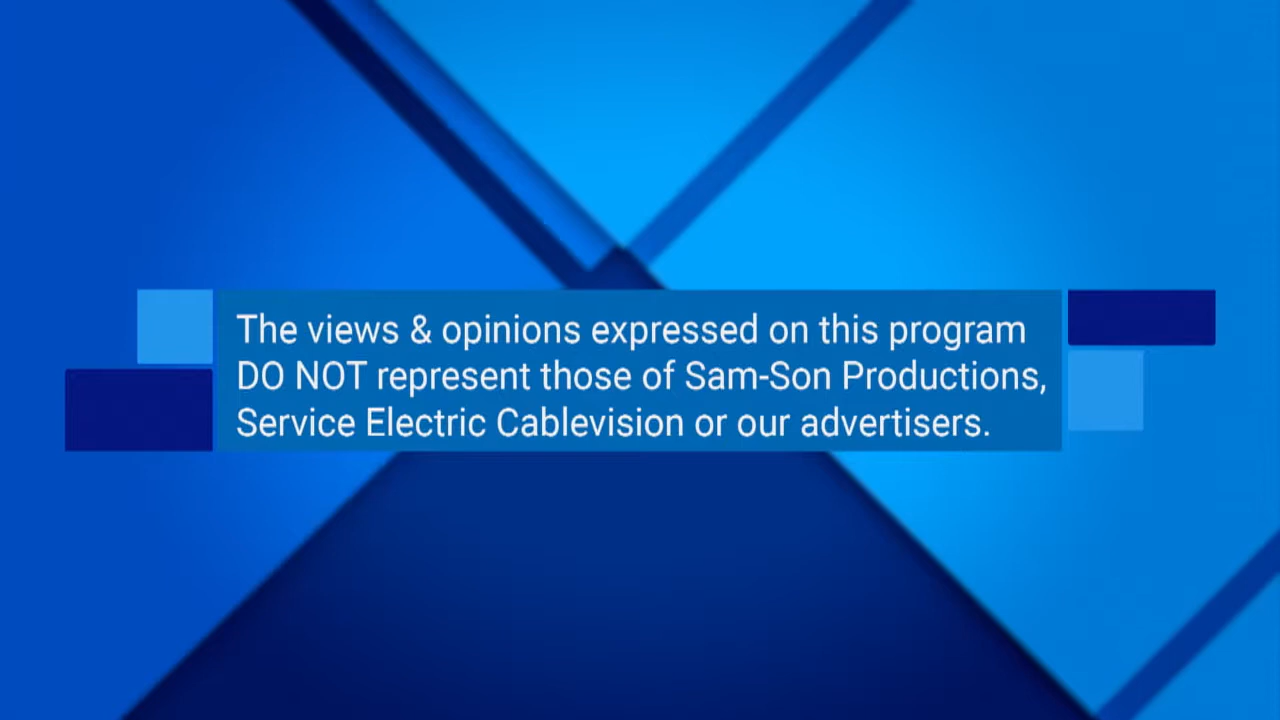 The views & opinions expressed on this program
DO NOT represent those of Sam-Son Productions,
Service Electric Cablevision or our advertisers.